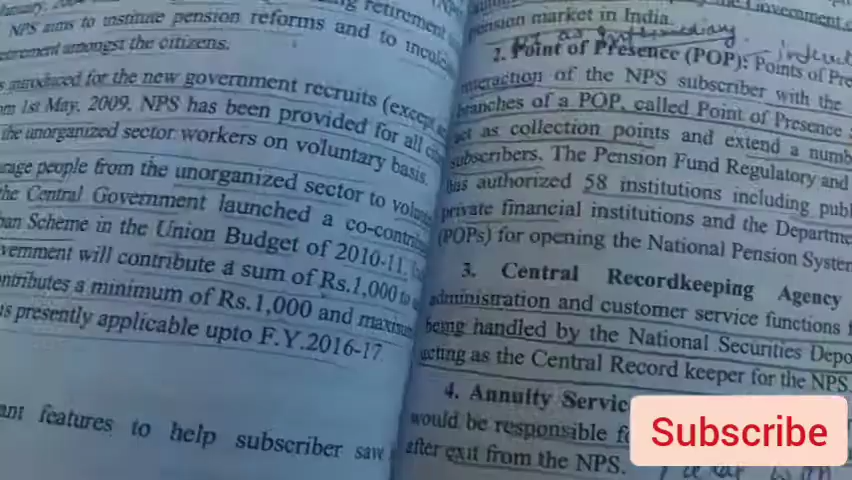 NPS aims to institute pension reforms and to inculc
retirement amongst the citizens.
introduced for the new government recruits (except
1st May, 2009. NPS has been provided for all
the unorganized sector workers on voluntary basis.
people from the unorganized sector to
the Central Government launched a
Scheme in the Union Budget of 2010-11.
will contribute a sum of Rs.1,000 to
ntributes a minimum of Rs.1,000 and
as presently applicable upto F.Y.2016-17
ant features to help subscriber saw
pension market in India.
2. Point of Presence (POP): Points of Pre
interaction of the NPS subscriber with the
branches of a POP, called Point of Presence
act as collection points and extend a numb
subscribers. The Pension Fund Regulatory and
has authorized 58 institutions including publ
private financial institutions and the Departme
(POPs) for opening the National Pension System
3. Central Recordkeeping Agency
administration and customer service functions f
being handled by the National Securities Depo
acting as the Central Record keeper for the NPS.
4. Annuity Servic
would be responsible fo
after exit from the NPS.
Subscribe